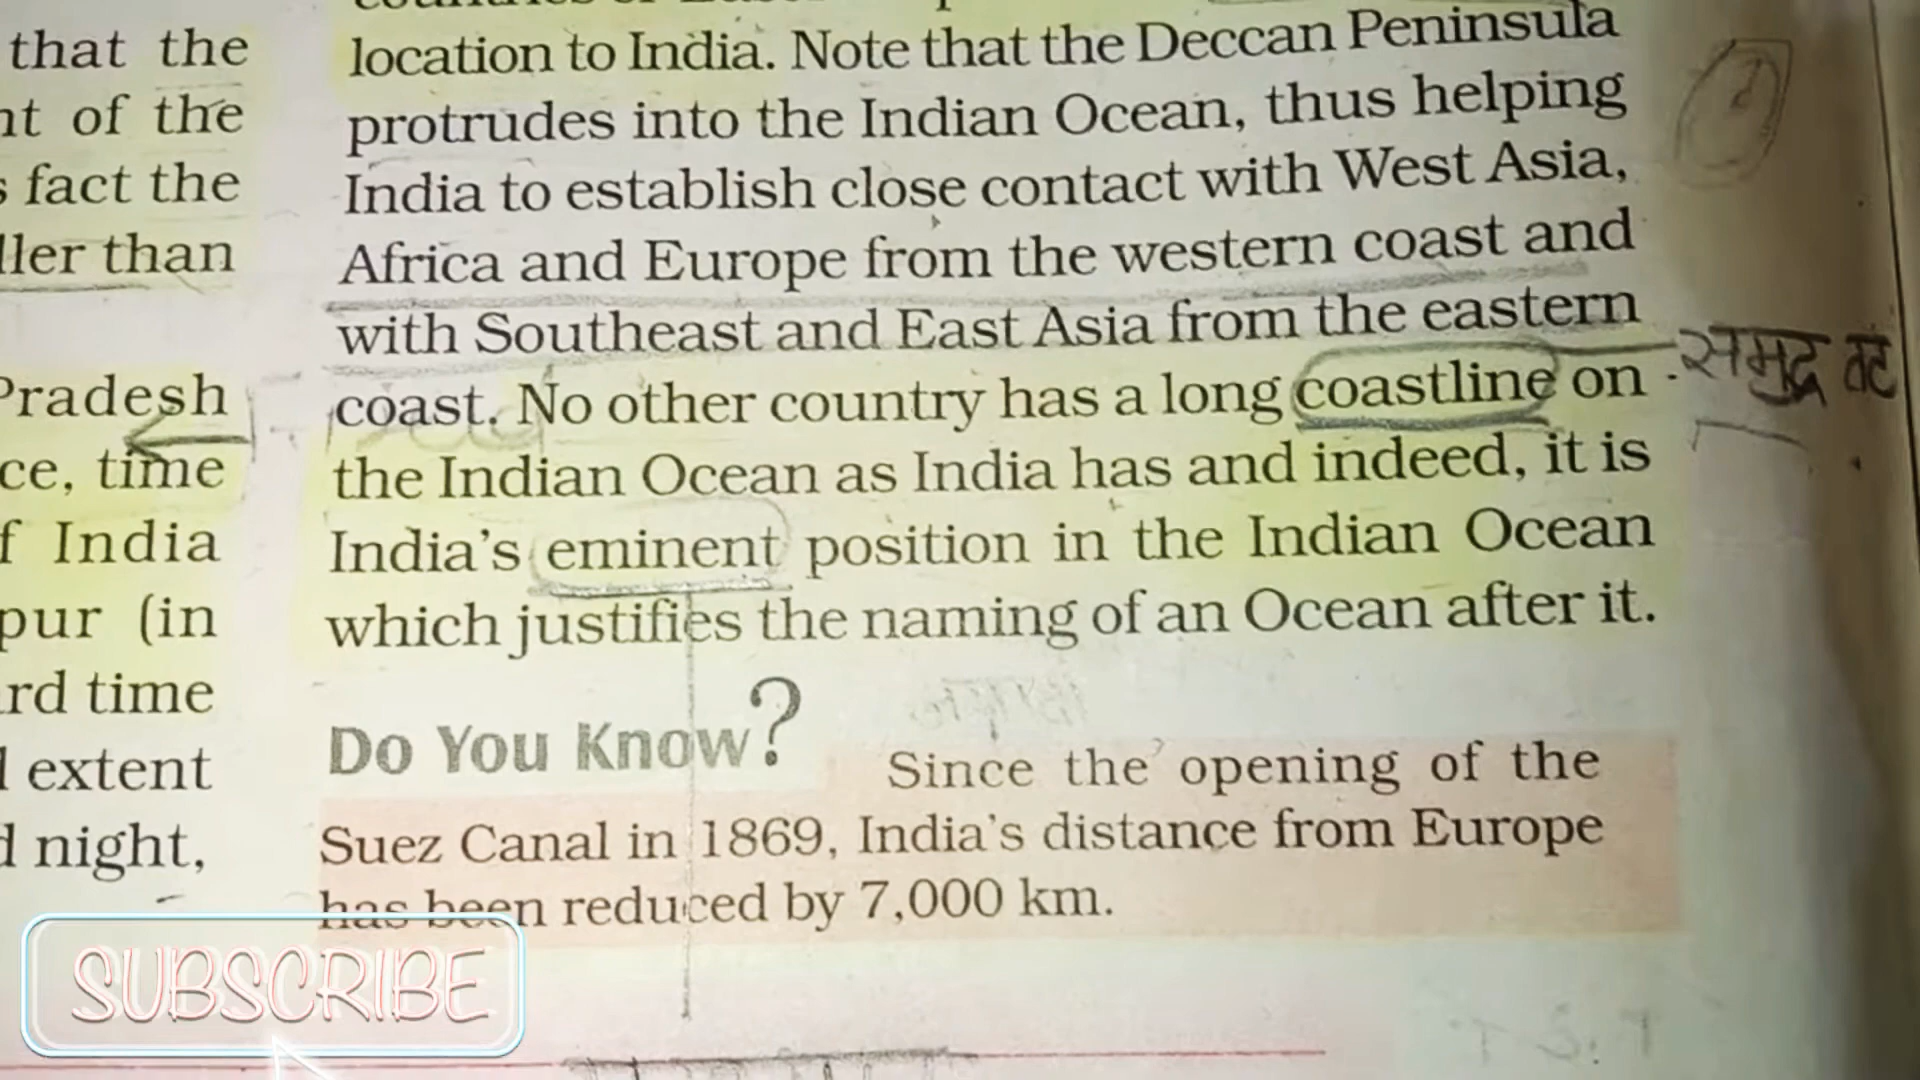 that the
nt of the
s fact the
ller than
Pradesh
ce, time
f India
pur (in
rd time
d extent
d night,
location to India. Note that the Deccan Peninsula
protrudes into the Indian Ocean, thus helping
India to establish close contact with West Asia,
Africa and Europe from the western coast and
with Southeast and East Asia from the eastern
coast. No other country has a long coastline on
the Indian Ocean as India has and indeed, it is
India's eminent position in the Indian Ocean
which justifies the naming of an Ocean after it.
समुद्र तट
Do You Know?
Since the opening of the
Suez Canal in 1869, India's distance from Europe
has been reduced by 7,000 km.
SUBSCRIBE